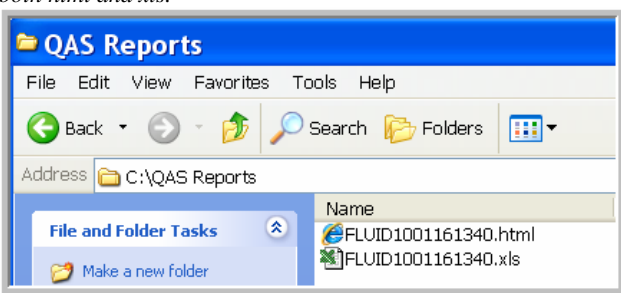 both html and xls.
QAS Reports
File Edit View Favorites Tools Help
Back Search Folders
Address C:\QAS Reports
Name
File and Folder Tasks
FLUID1001161340.html
FLUID1001161340.xls
Make a new folder